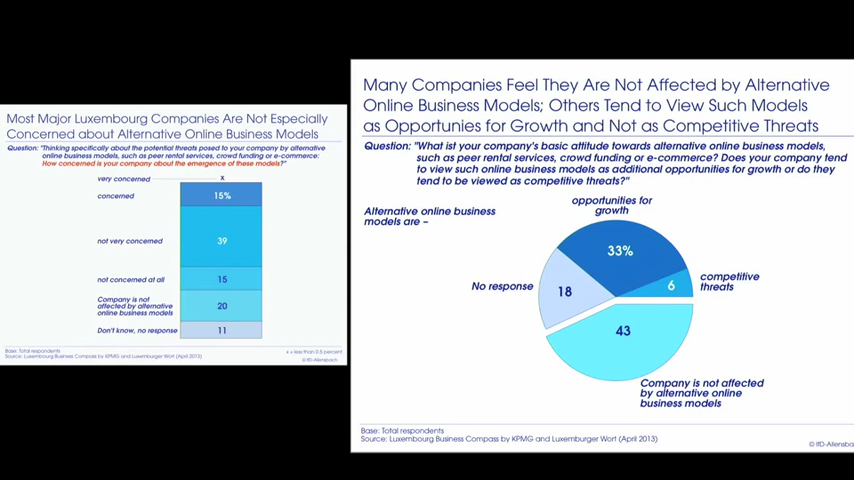 Most Major Luxembourg Companies Are Not Especially
Concerned about Alternative Online Business Models
Question: "Thinking specifically about the potential threats posed to your company by alternative
online business models, such as peer rental services, crowd funding or e-commerce:
How concerned is your company about the emergence of these models?"
very concerned x
concerned 15%
not very concerned 39
not concerned at all 15
Company is not
affected by alternative 20
online business models
Don't know, no response 11
Base: Total respondents
Source: Luxembourg Business Compass by KPMG and Luxemburger Wort (April 2013)
x = less than 0.5 percent
© IfD-Allensbach
Many Companies Feel They Are Not Affected by Alternative
Online Business Models; Others Tend to View Such Models
as Opportunies for Growth and Not as Competitive Threats
Question: "What ist your company's basic attitude towards alternative online business models,
such as peer rental services, crowd funding or e-commerce? Does your company tend
to view such online business models as additional opportunities for growth or do they
tend to be viewed as competitive threats?"
Alternative online business
models are –
opportunities for
growth
33%
competitive
threats
6
No response
18
43
Company is not affected
by alternative online
business models
Base: Total respondents
Source: Luxembourg Business Compass by KPMG and Luxemburger Wort (April 2013)
© IfD-Allensba